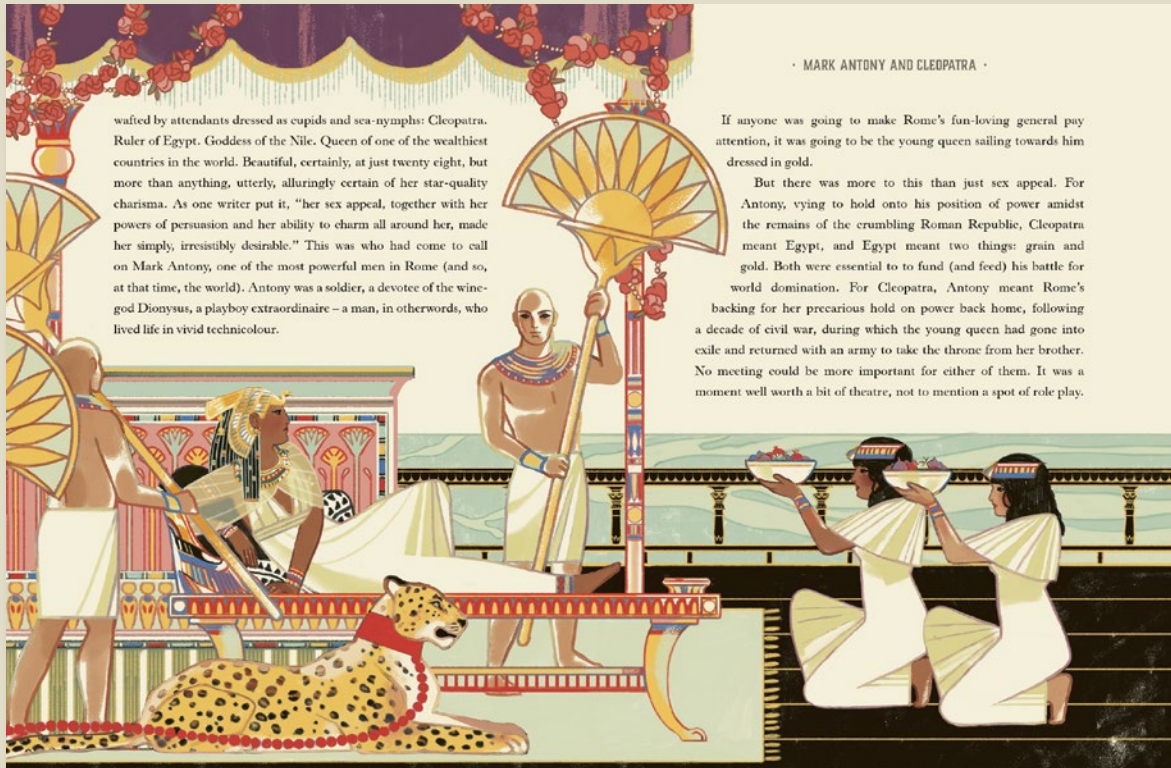 wafted by attendants dressed as cupids and sea-nymphs: Cleopatra.
Ruler of Egypt. Goddess of the Nile. Queen of one of the wealthiest
countries in the world. Beautiful, certainly, at just twenty eight, but
more than anything, utterly, alluringly certain of her star-quality
charisma. As one writer put it, “her sex appeal, together with her
powers of persuasion and her ability to charm all around her, made
her simply, irresistibly desirable.” This was who had come to call
on Mark Antony, one of the most powerful men in Rome (and so,
at that time, the world). Antony was a soldier, a devotee of the wine-
god Dionysus, a playboy extraordinaire – a man, in otherwords, who
lived life in vivid technicolour.
· MARK ANTONY AND CLEOPATRA ·
If anyone was going to make Rome’s fun-loving general pay
attention, it was going to be the young queen sailing towards him
dressed in gold.
But there was more to this than just sex appeal. For
Antony, vying to hold onto his position of power amidst
the remains of the crumbling Roman Republic, Cleopatra
meant Egypt, and Egypt meant two things: grain and
gold. Both were essential to to fund (and feed) his battle for
world domination. For Cleopatra, Antony meant Rome’s
backing for her precarious hold on power back home, following
a decade of civil war, during which the young queen had gone into
exile and returned with an army to take the throne from her brother.
No meeting could be more important for either of them. It was a
moment well worth a bit of theatre, not to mention a spot of role play.